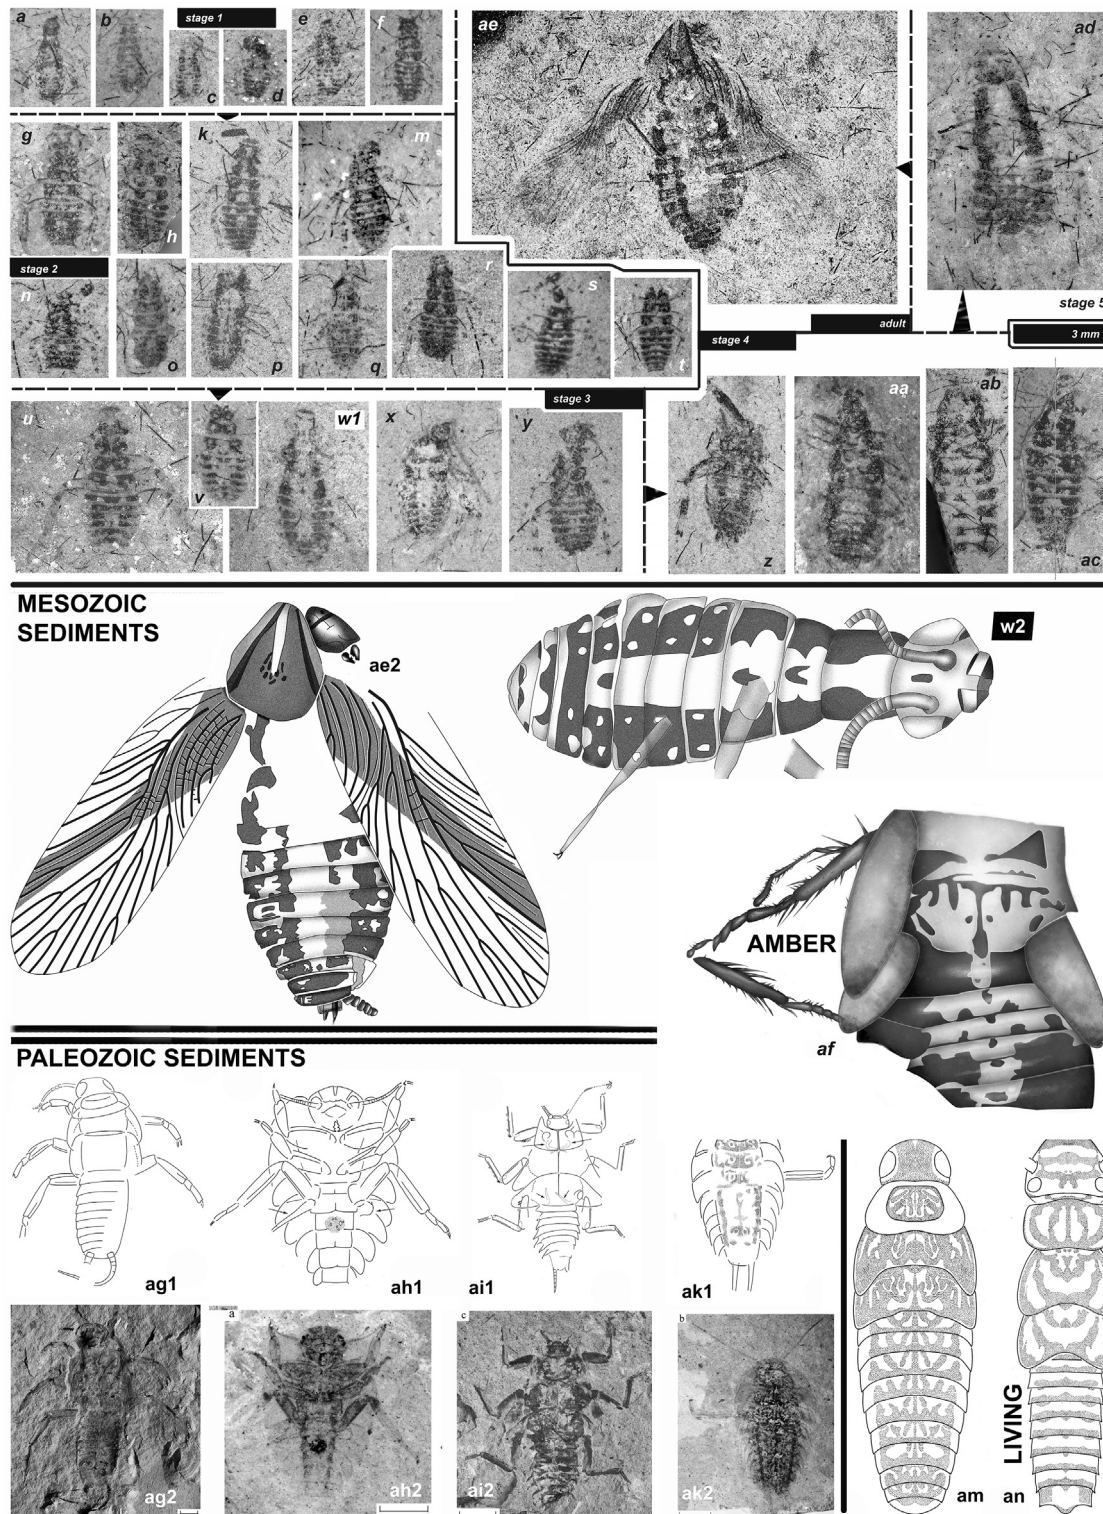 a
b
stage 1
c
d
e
f
ae
ad
g
h
k
m
stage 2
n
o
p
q
r
s
t
adult
stage 4
stage 5
3 mm
u
v
w1
x
y
stage 3
z
aa
ab
ac
MESOZOIC
SEDIMENTS
ae2
w2
AMBER
af
PALEOZOIC SEDIMENTS
ag1
ah1
ai1
ak1
ag2
a
ah2
c
ai2
b
ak2
am
LIVING
an